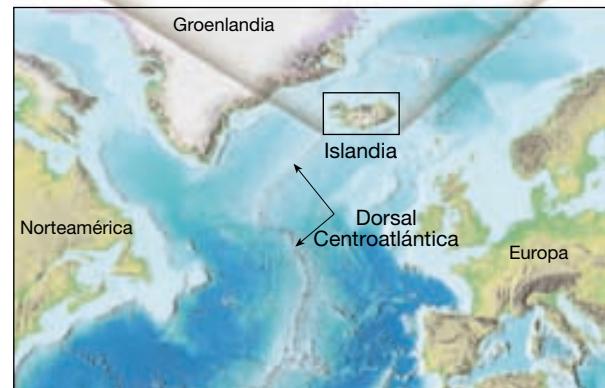 Groenlandia
Islandia
Dorsal
Centroatlántica
Norteamérica
Europa